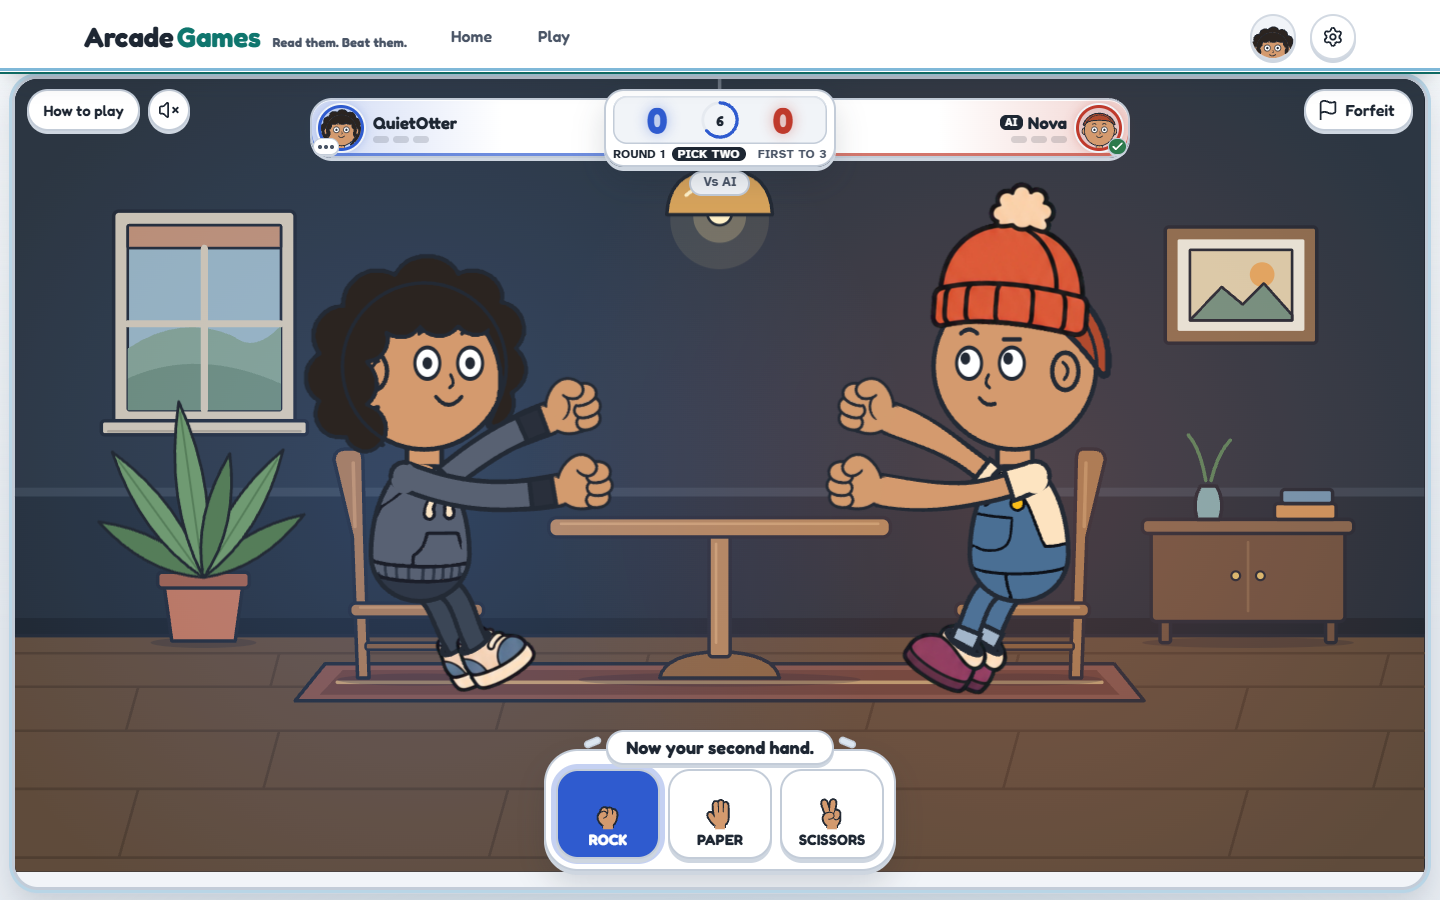 Arcade Games Read them. Beat them. Home Play
How to play
QuietOtter
0 6 0
ROUND 1 PICK TWO FIRST TO 3
AI Nova
Forfeit
Vs AI
Now your second hand.
ROCK PAPER SCISSORS